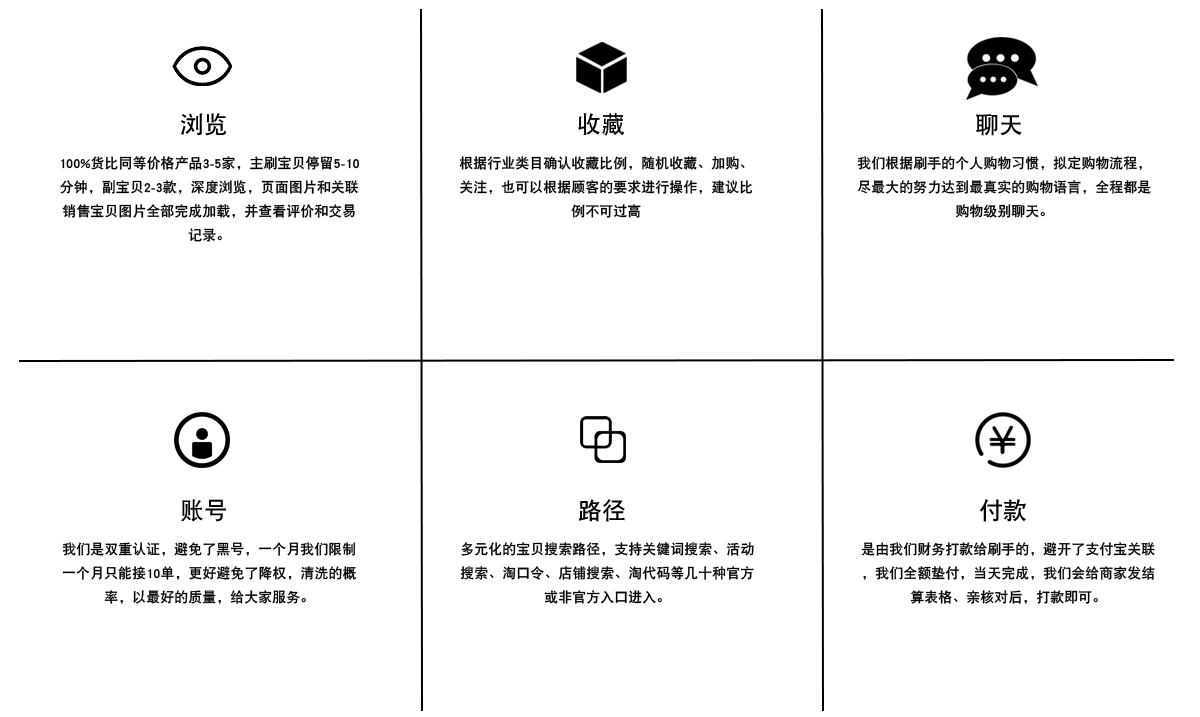 浏览
100%货比同等价格产品3-5家，主刷宝贝停留5-10
分钟，副宝贝2-3款，深度浏览，页面图片和关联
销售宝贝图片全部完成加载，并查看评价和交易
记录。
收藏
根据行业类目确认收藏比例，随机收藏、加购、
关注，也可以根据顾客的要求进行操作，建议比
例不可过高
聊天
我们根据刷手的个人购物习惯，拟定购物流程，
尽最大的努力达到最真实的购物语言，全程都是
购物级别聊天。
账号
我们是双重认证，避免了黑号，一个月我们限制
一个月只能接10单，更好避免了降权，清洗的概
率，以最好的质量，给大家服务。
路径
多元化的宝贝搜索路径，支持关键词搜索、活动
搜索、淘口令、店铺搜索、淘代码等几十种官方
或非官方入口进入。
付款
是由我们财务打款给刷手的，避开了支付宝关联
，我们全额垫付，当天完成，我们会给商家发结
算表格、亲核对后，打款即可。